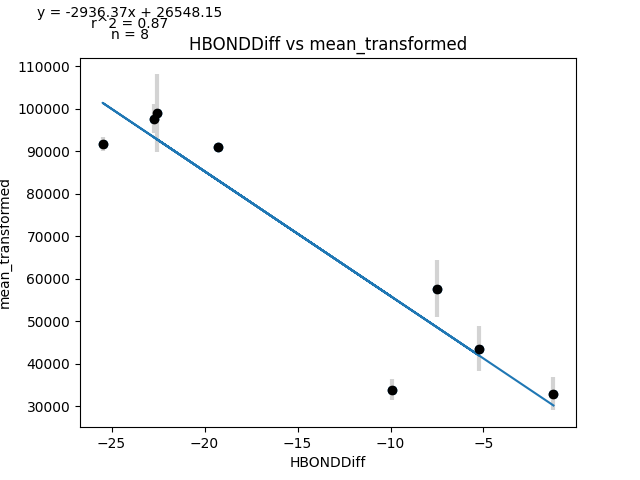 y = -2936.37x + 26548.15
r^2 = 0.87
n = 8
HBONDDiff vs mean_transformed
110000
100000
90000
80000
70000
60000
50000
40000
30000
mean_transformed
−25
−20
−15
−10
−5
HBONDDiff